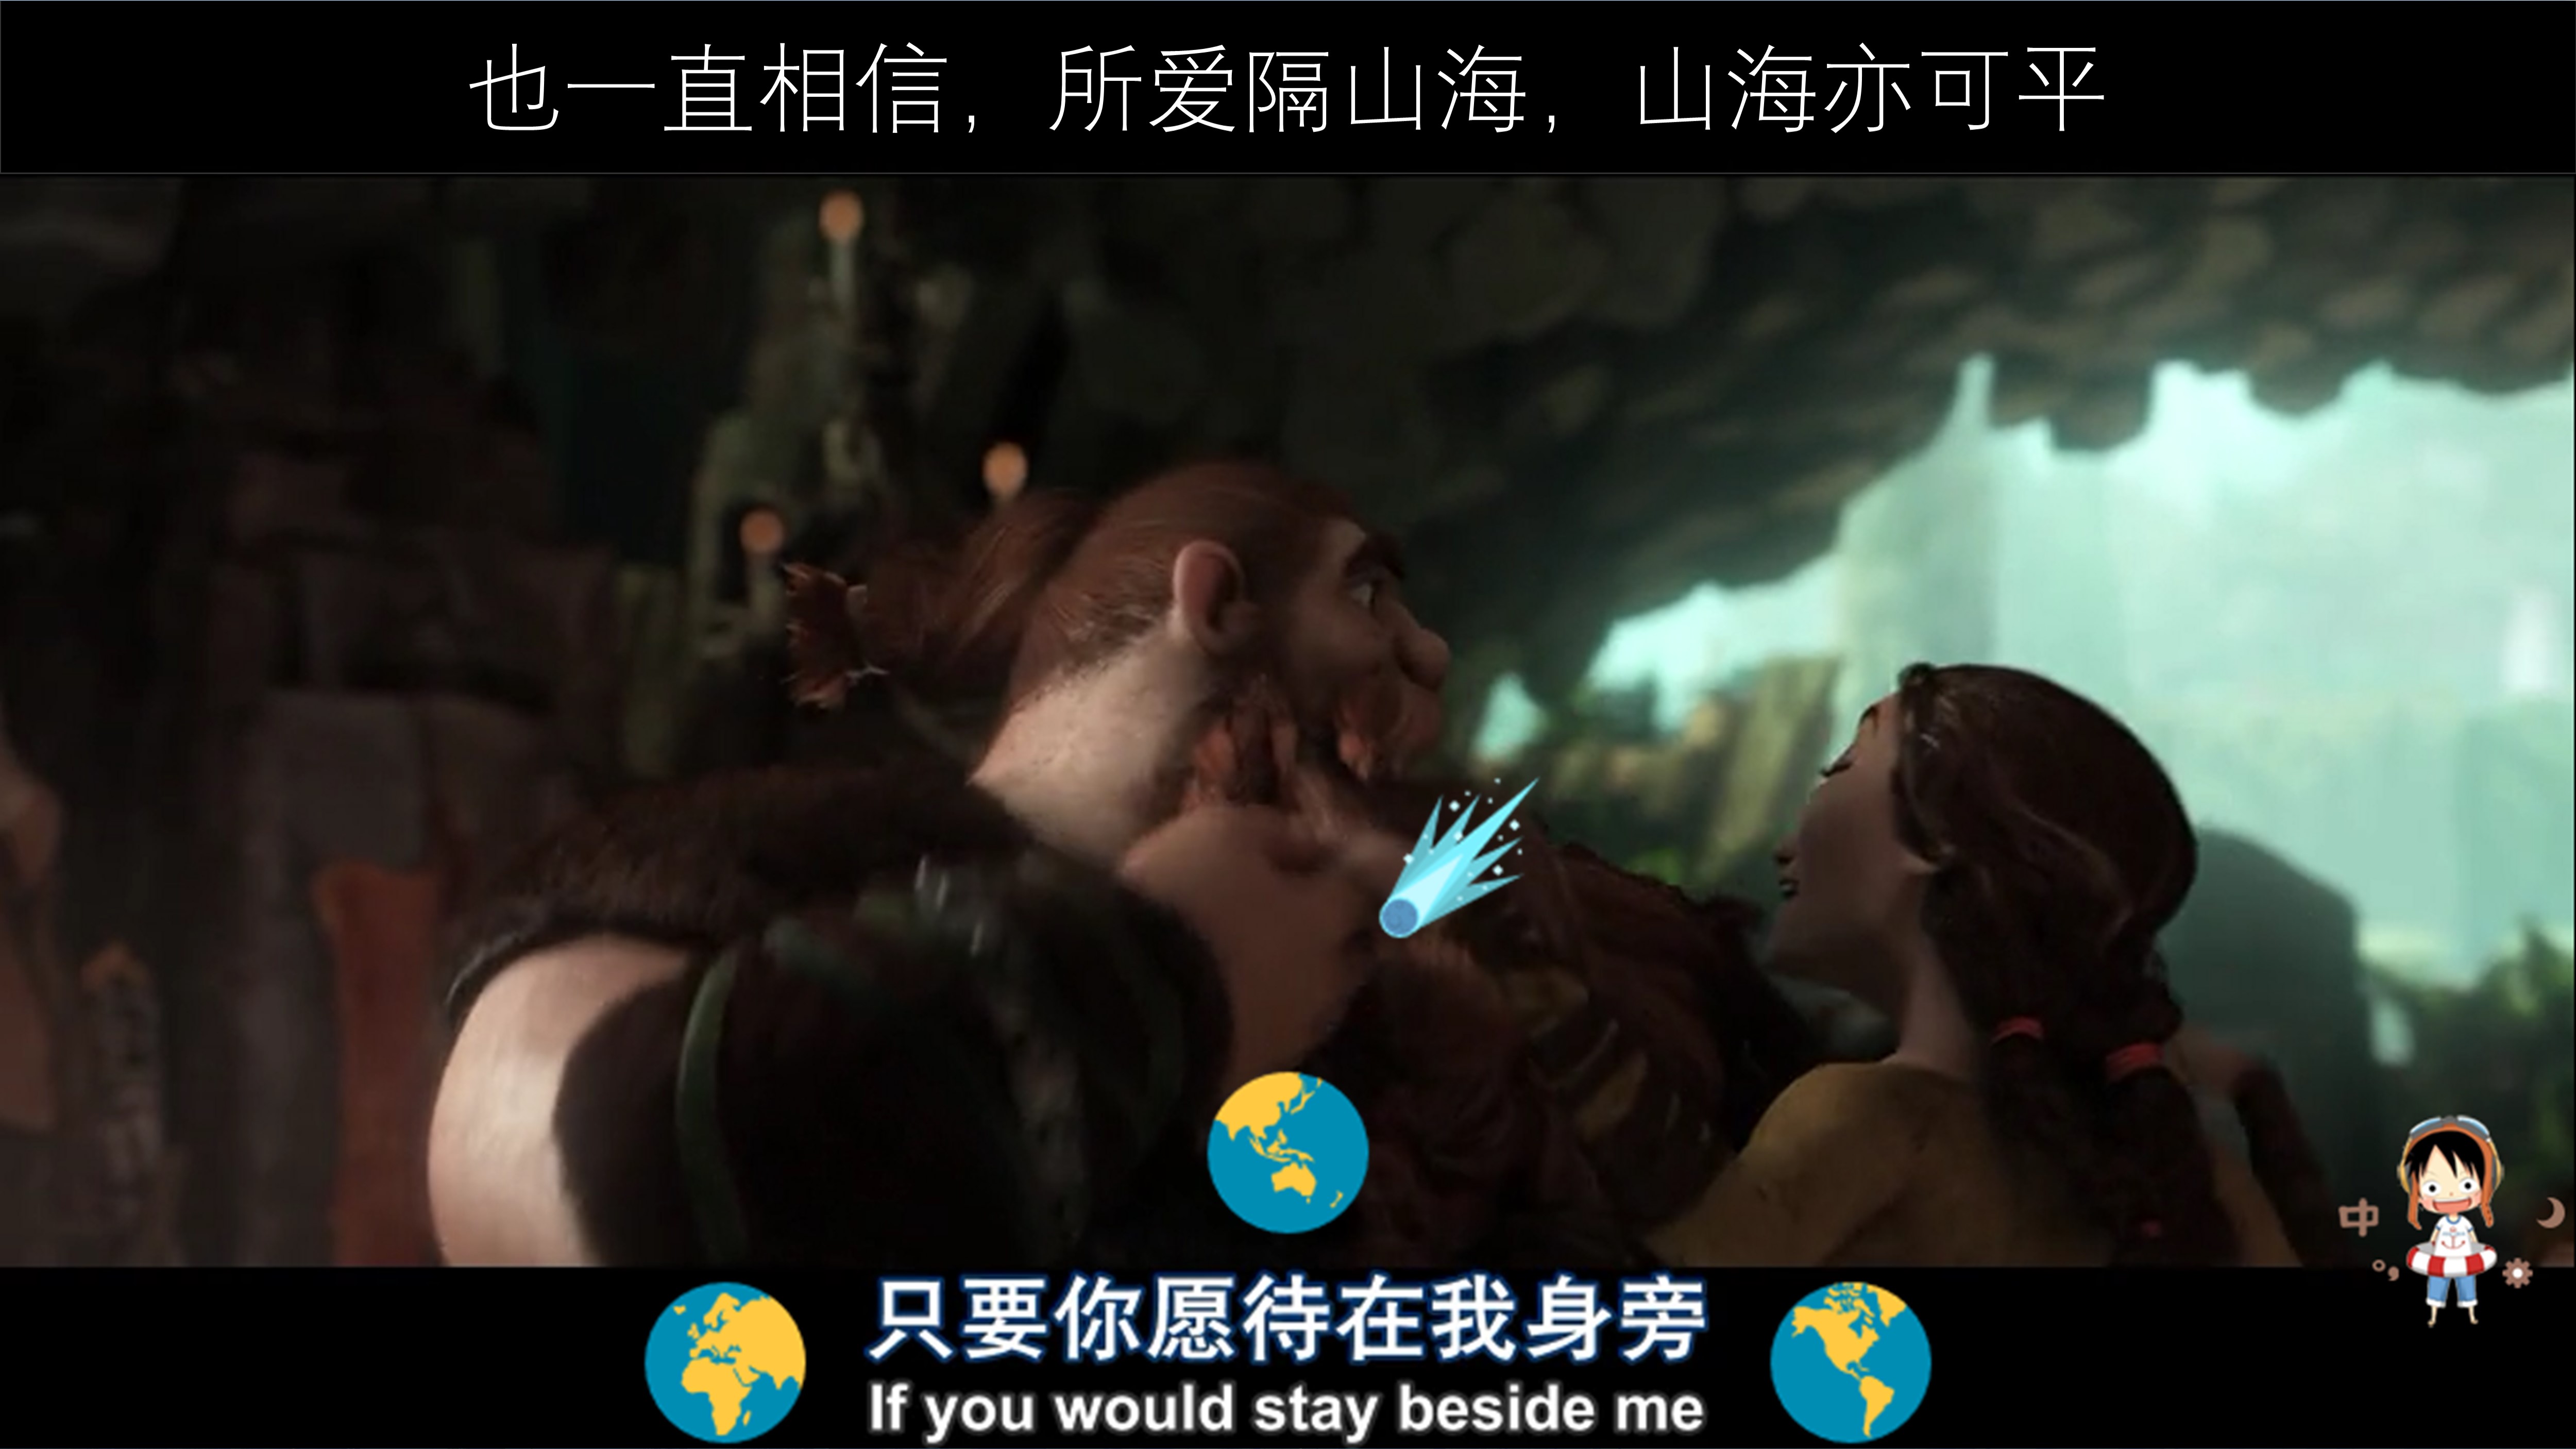 也一直相信，所爱隔山海，山海亦可平
中
°,
只要你愿待在我身旁
If you would stay beside me